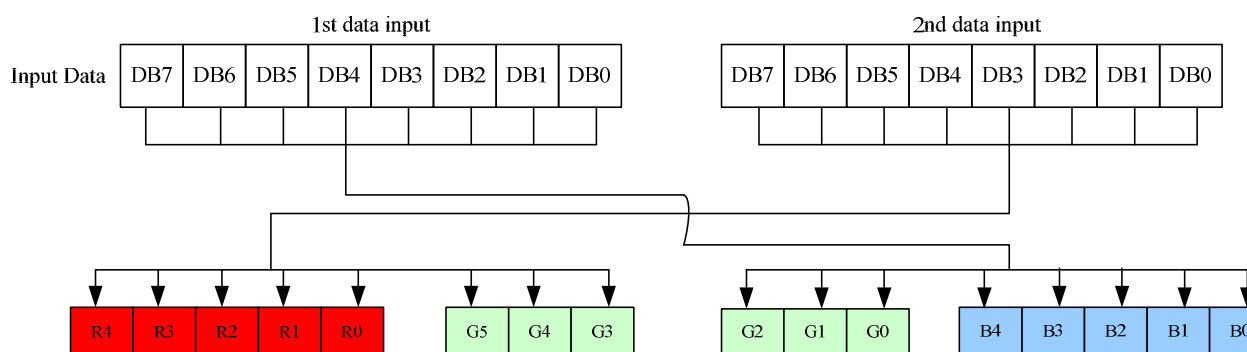 1st data input 2nd data input
Input Data DB7 DB6 DB5 DB4 DB3 DB2 DB1 DB0 DB7 DB6 DB5 DB4 DB3 DB2 DB1 DB0
R4 R3 R2 R1 R0 G5 G4 G3 G2 G1 G0 B4 B3 B2 B1 B0